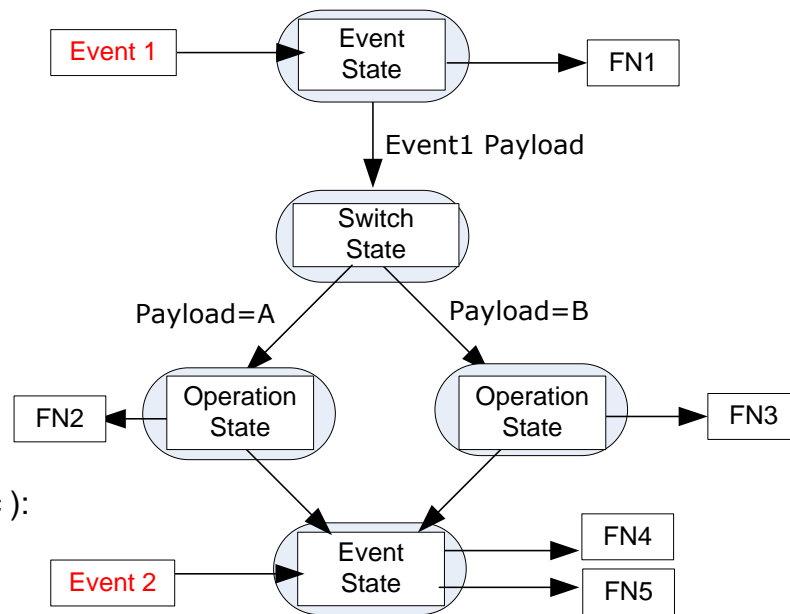 Event 1
Event
State
FN1
Event1 Payload
Switch
State
Payload=A
Payload=B
FN2
Operation
State
Operation
State
FN3
):
Event 2
Event
State
FN4
FN5